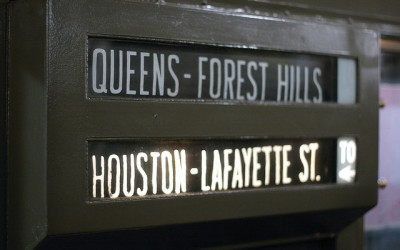 QUEENS-FOREST HILLS
HOUSTON-LAFAYETTE ST. TO